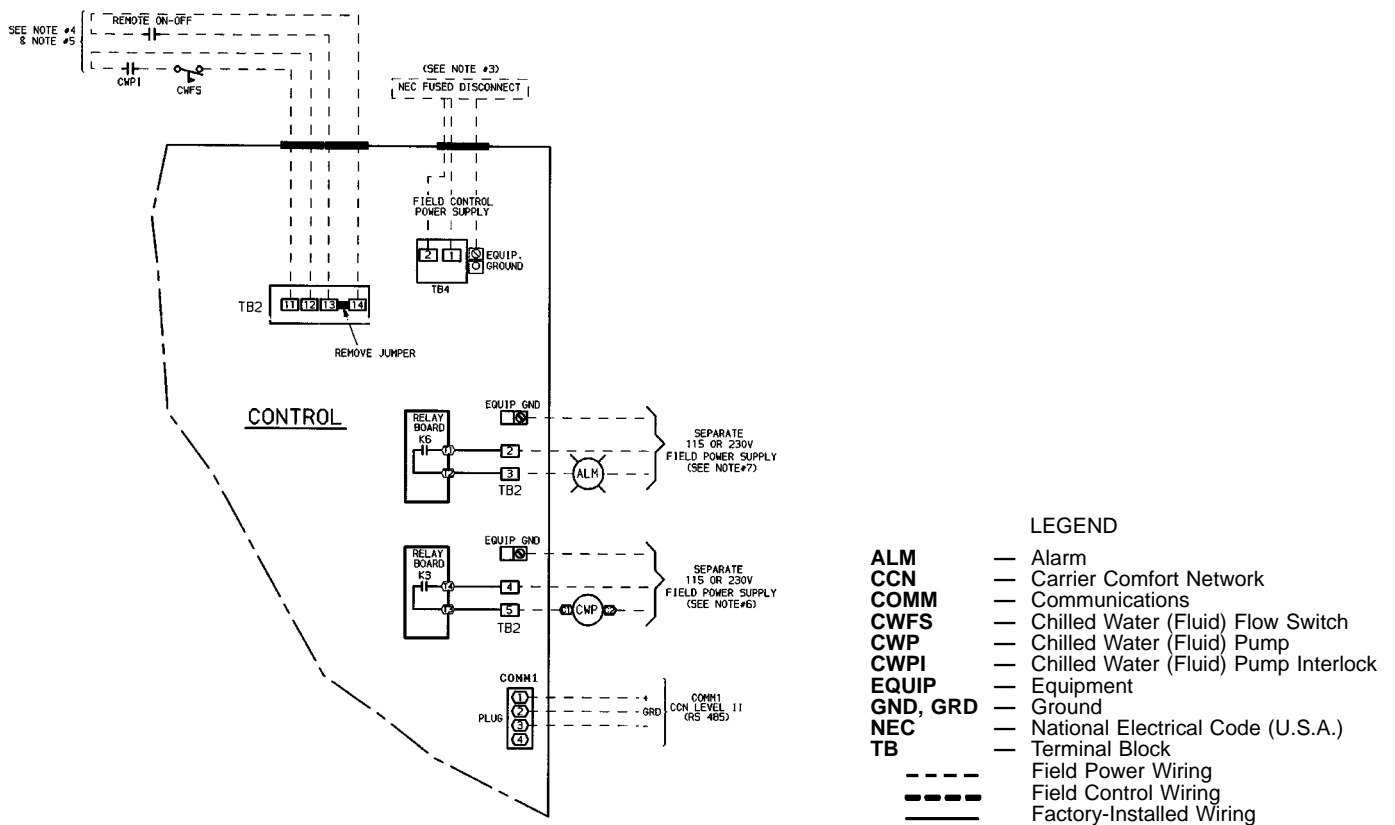 REMOTE ON-OFF
SEE NOTE #4
& NOTE #5
CWPI
CWFS
(SEE NOTE #3)
NEC FUSED DISCONNECT
FIELD CONTROL
POWER SUPPLY
2 1
EQUIP.
GROUND
TB4
TB2
11 12 13 14
REMOVE JUMPER
CONTROL
EQUIP GND
RELAY
BOARD
K6
T1
T2
2
3
TB2
ALM
SEPARATE
115 OR 230V
FIELD POWER SUPPLY
(SEE NOTE#7)
EQUIP GND
RELAY
BOARD
K3
T4
T3
4
5
TB2
C1 CWP C2
SEPARATE
115 OR 230V
FIELD POWER SUPPLY
(SEE NOTE#6)
COMM1
PLUG
1
2
3
4
+
GRD
-
COMM1
CCN LEVEL II
(RS 485)
LEGEND
ALM — Alarm
CCN — Carrier Comfort Network
COMM — Communications
CWFS — Chilled Water (Fluid) Flow Switch
CWP — Chilled Water (Fluid) Pump
CWPI — Chilled Water (Fluid) Pump Interlock
EQUIP — Equipment
GND, GRD — Ground
NEC — National Electrical Code (U.S.A.)
TB — Terminal Block
Field Power Wiring
Field Control Wiring
Factory-Installed Wiring